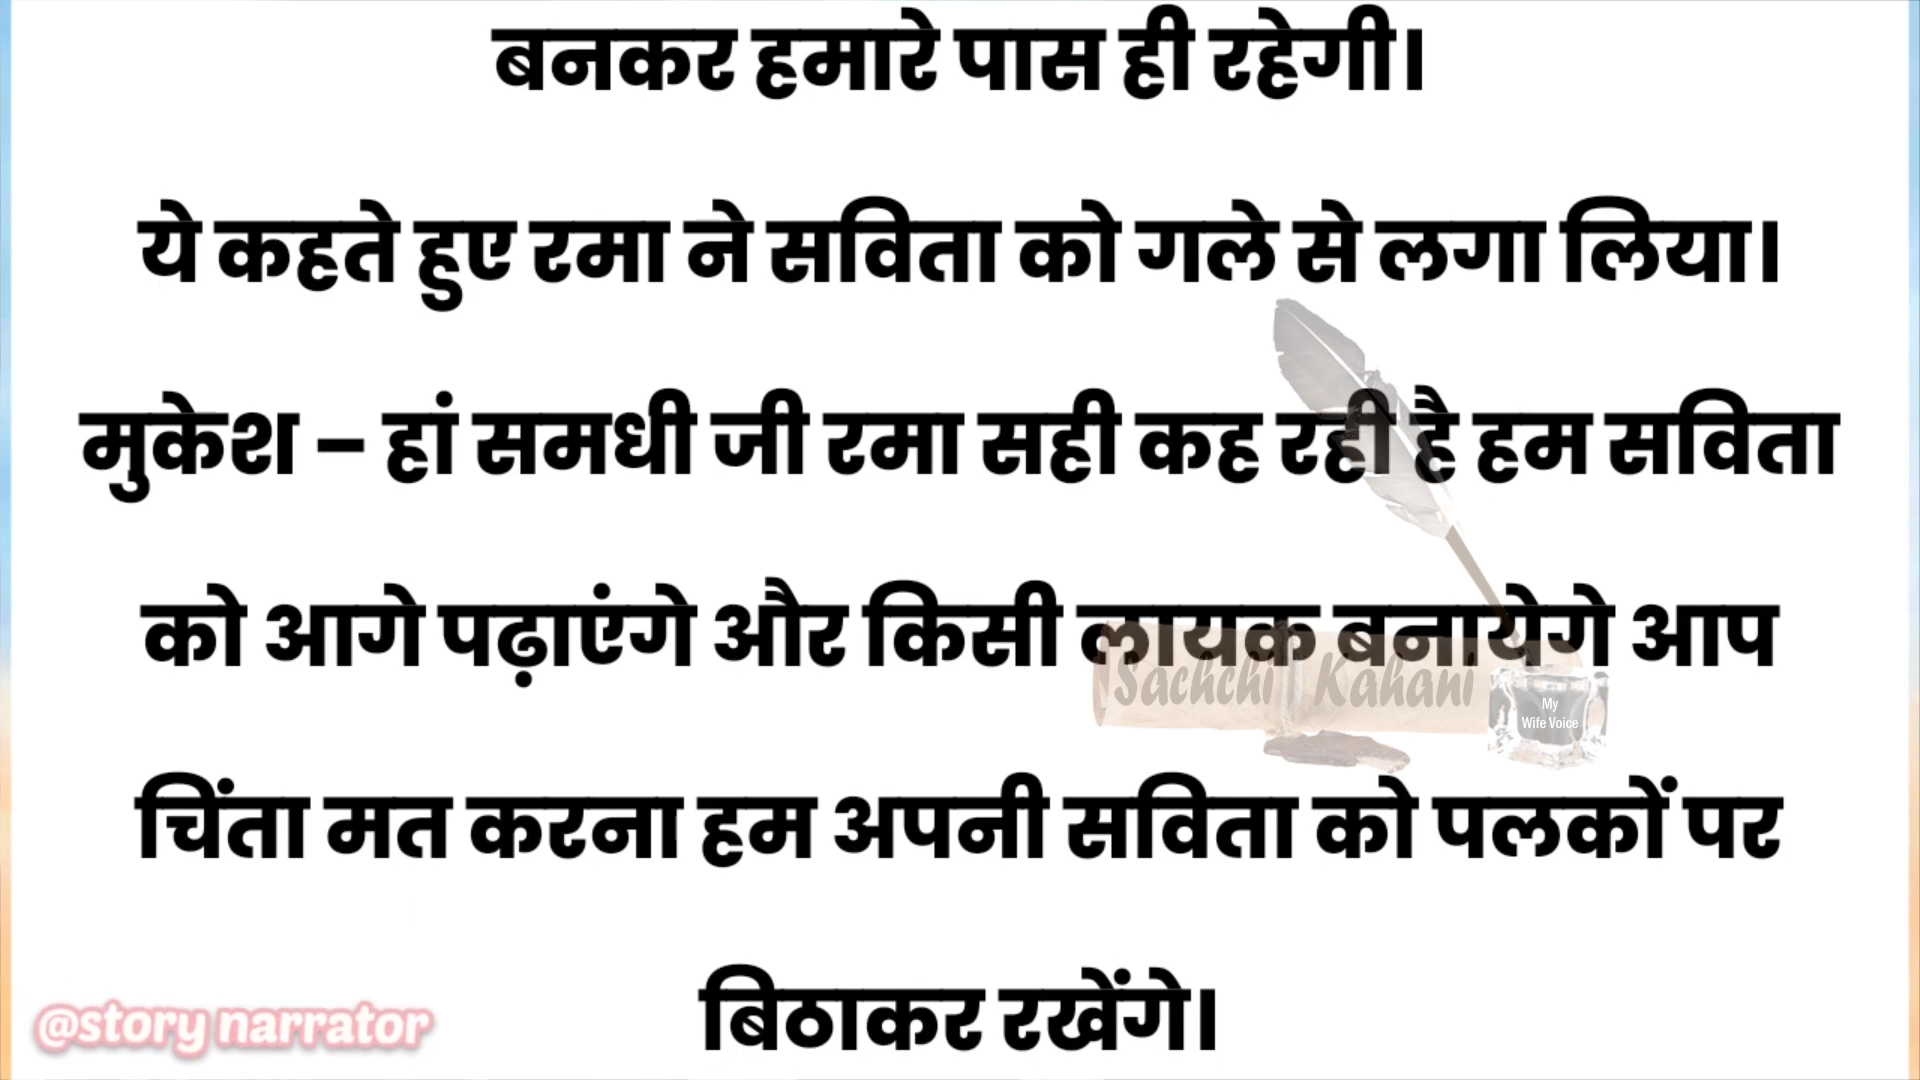 बनकर हमारे पास ही रहेगी।
ये कहते हुए रमा ने सविता को गले से लगा लिया।
मुकेश – हां समधी जी रमा सही कह रही है हम सविता
को आगे पढ़ाएंगे और किसी लायक बनायेगे आप
Sachchi Kahani
My
Wife Voice
चिंता मत करना हम अपनी सविता को पलकों पर
बिठाकर रखेंगे।
@story narrator